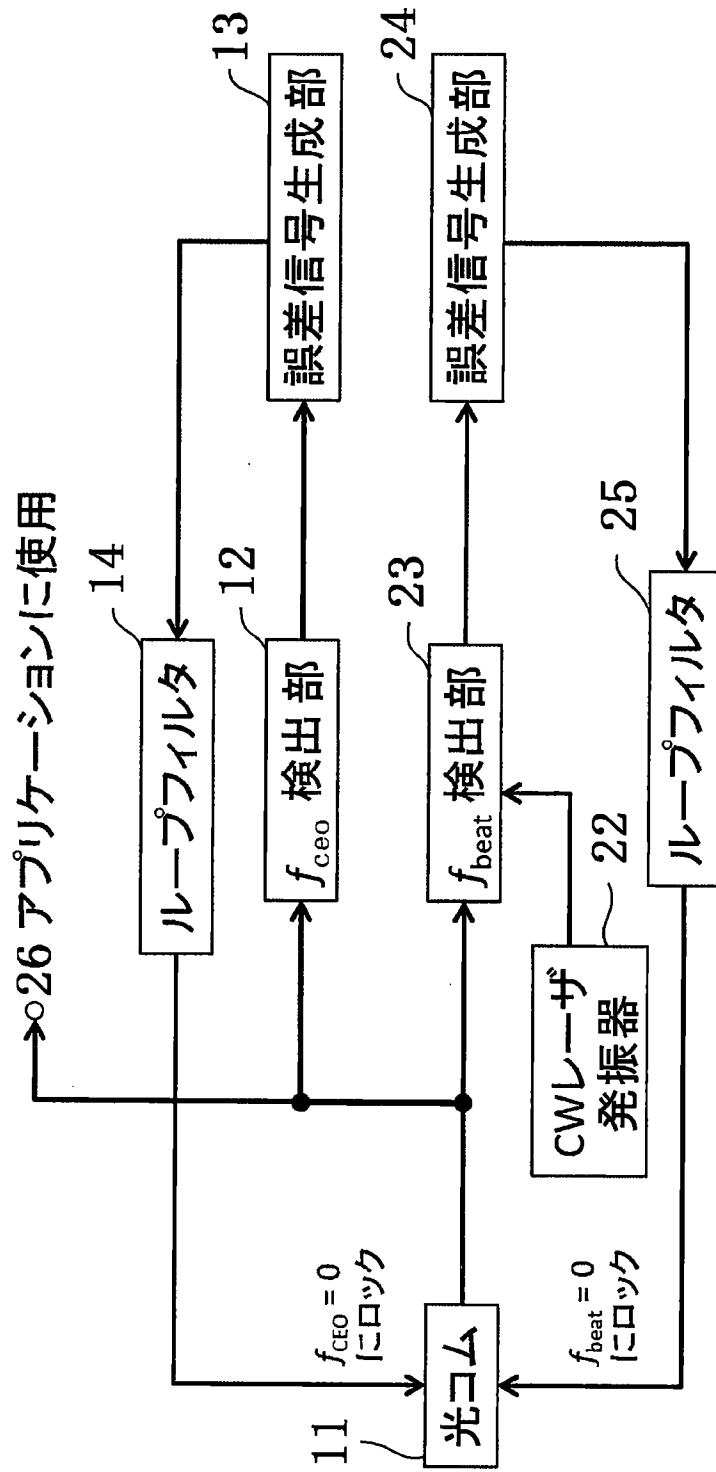 26 アプリケーションに使用
14
ループフィルタ
13
誤差信号生成部
12
f_ceo 検出部
f_CEO = 0
にロック
11
光コム
23
f_beat 検出部
24
誤差信号生成部
22
CWレーザ
発振器
f_beat = 0
にロック
25
ループフィルタ